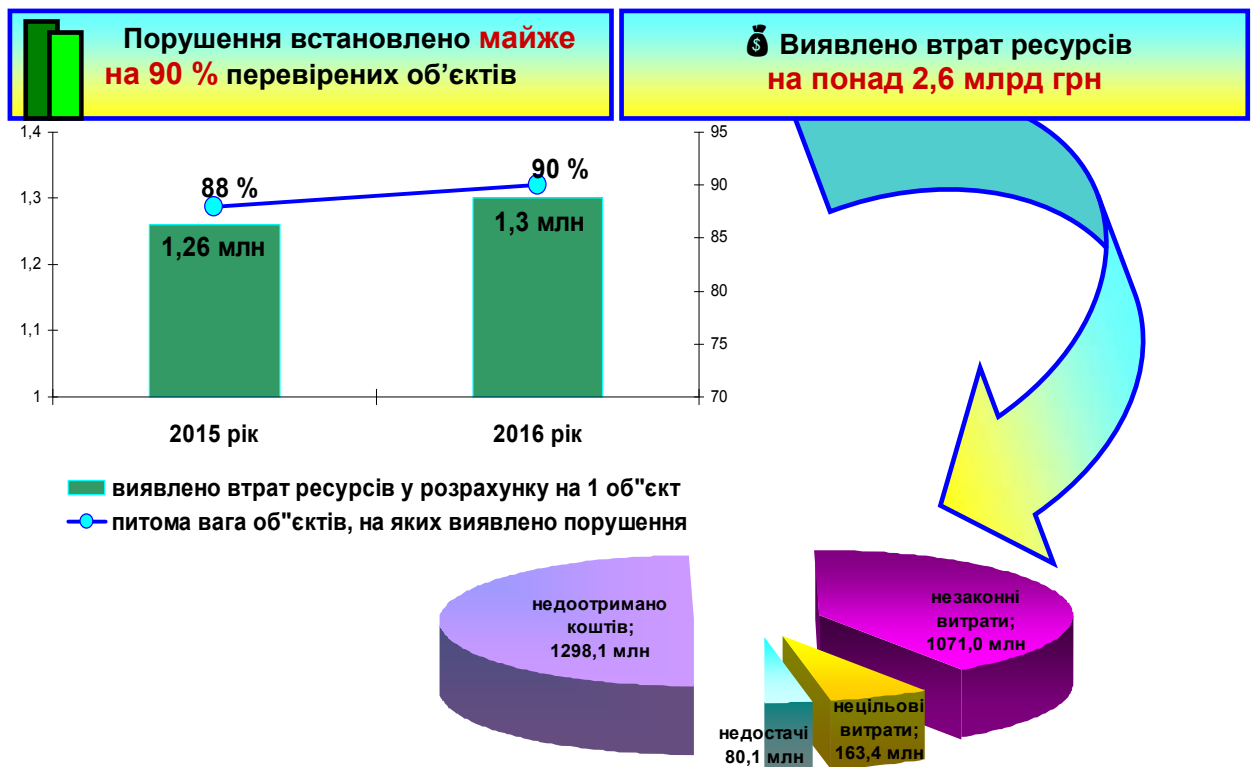 Порушення встановлено майже
на 90 % перевірених об’єктів
Виявлено втрат ресурсів
на понад 2,6 млрд грн
1,4
1,3
1,2
1,1
1
95
90
85
80
75
70
88 %
90 %
1,26 млн
1,3 млн
2015 рік
2016 рік
виявлено втрат ресурсів у розрахунку на 1 об"єкт
питома вага об"єктів, на яких виявлено порушення
недоотримано
коштів;
1298,1 млн
незаконні
витрати;
1071,0 млн
нецільові
витрати;
163,4 млн
недостачі
80,1 млн